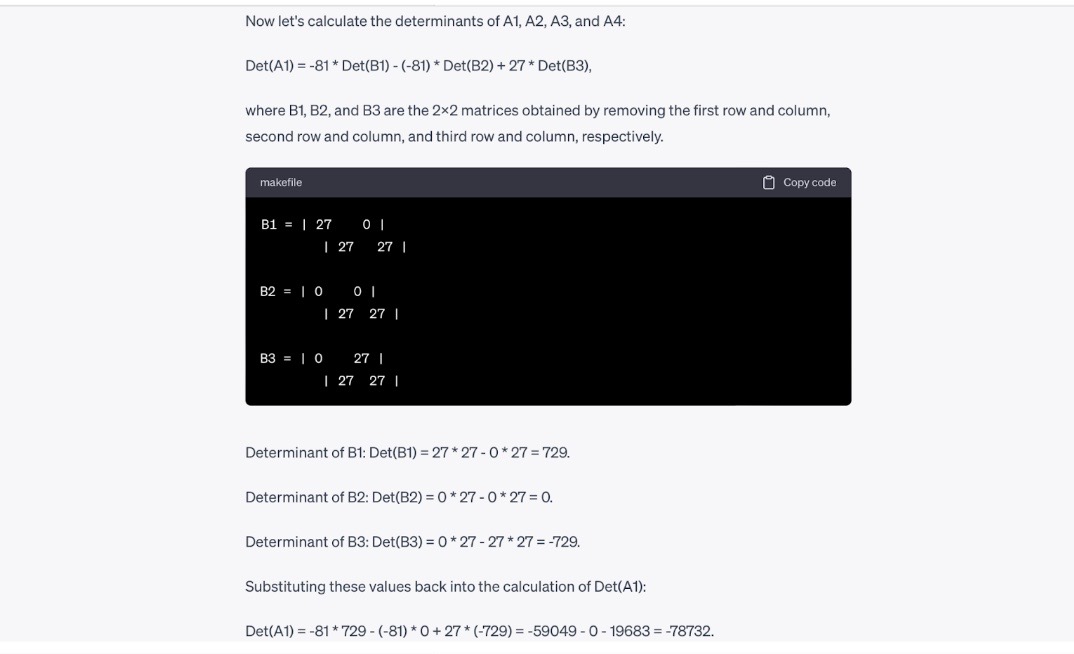 Now let's calculate the determinants of A1, A2, A3, and A4:
Det(A1) = -81 * Det(B1) - (-81) * Det(B2) + 27 * Det(B3),
where B1, B2, and B3 are the 2×2 matrices obtained by removing the first row and column,
second row and column, and third row and column, respectively.
makefile Copy code
B1 = | 27 0 |
| 27 27 |
B2 = | 0 0 |
| 27 27 |
B3 = | 0 27 |
| 27 27 |
Determinant of B1: Det(B1) = 27 * 27 - 0 * 27 = 729.
Determinant of B2: Det(B2) = 0 * 27 - 0 * 27 = 0.
Determinant of B3: Det(B3) = 0 * 27 - 27 * 27 = -729.
Substituting these values back into the calculation of Det(A1):
Det(A1) = -81 * 729 - (-81) * 0 + 27 * (-729) = -59049 - 0 - 19683 = -78732.